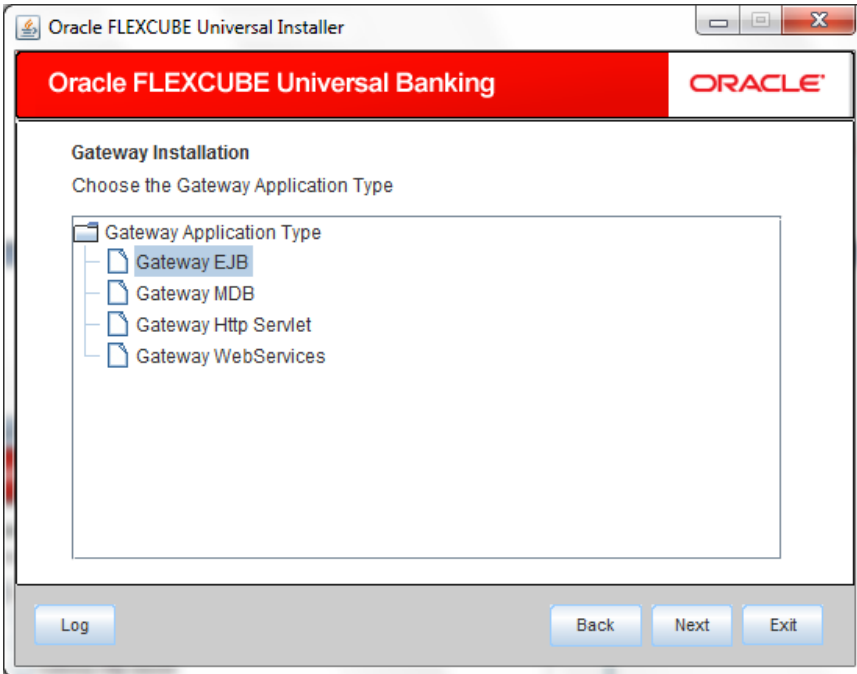 Oracle FLEXCUBE Universal Installer
Oracle FLEXCUBE Universal Banking
ORACLE
Gateway Installation
Choose the Gateway Application Type
Gateway Application Type
Gateway EJB
Gateway MDB
Gateway Http Servlet
Gateway WebServices
Log Back Next Exit